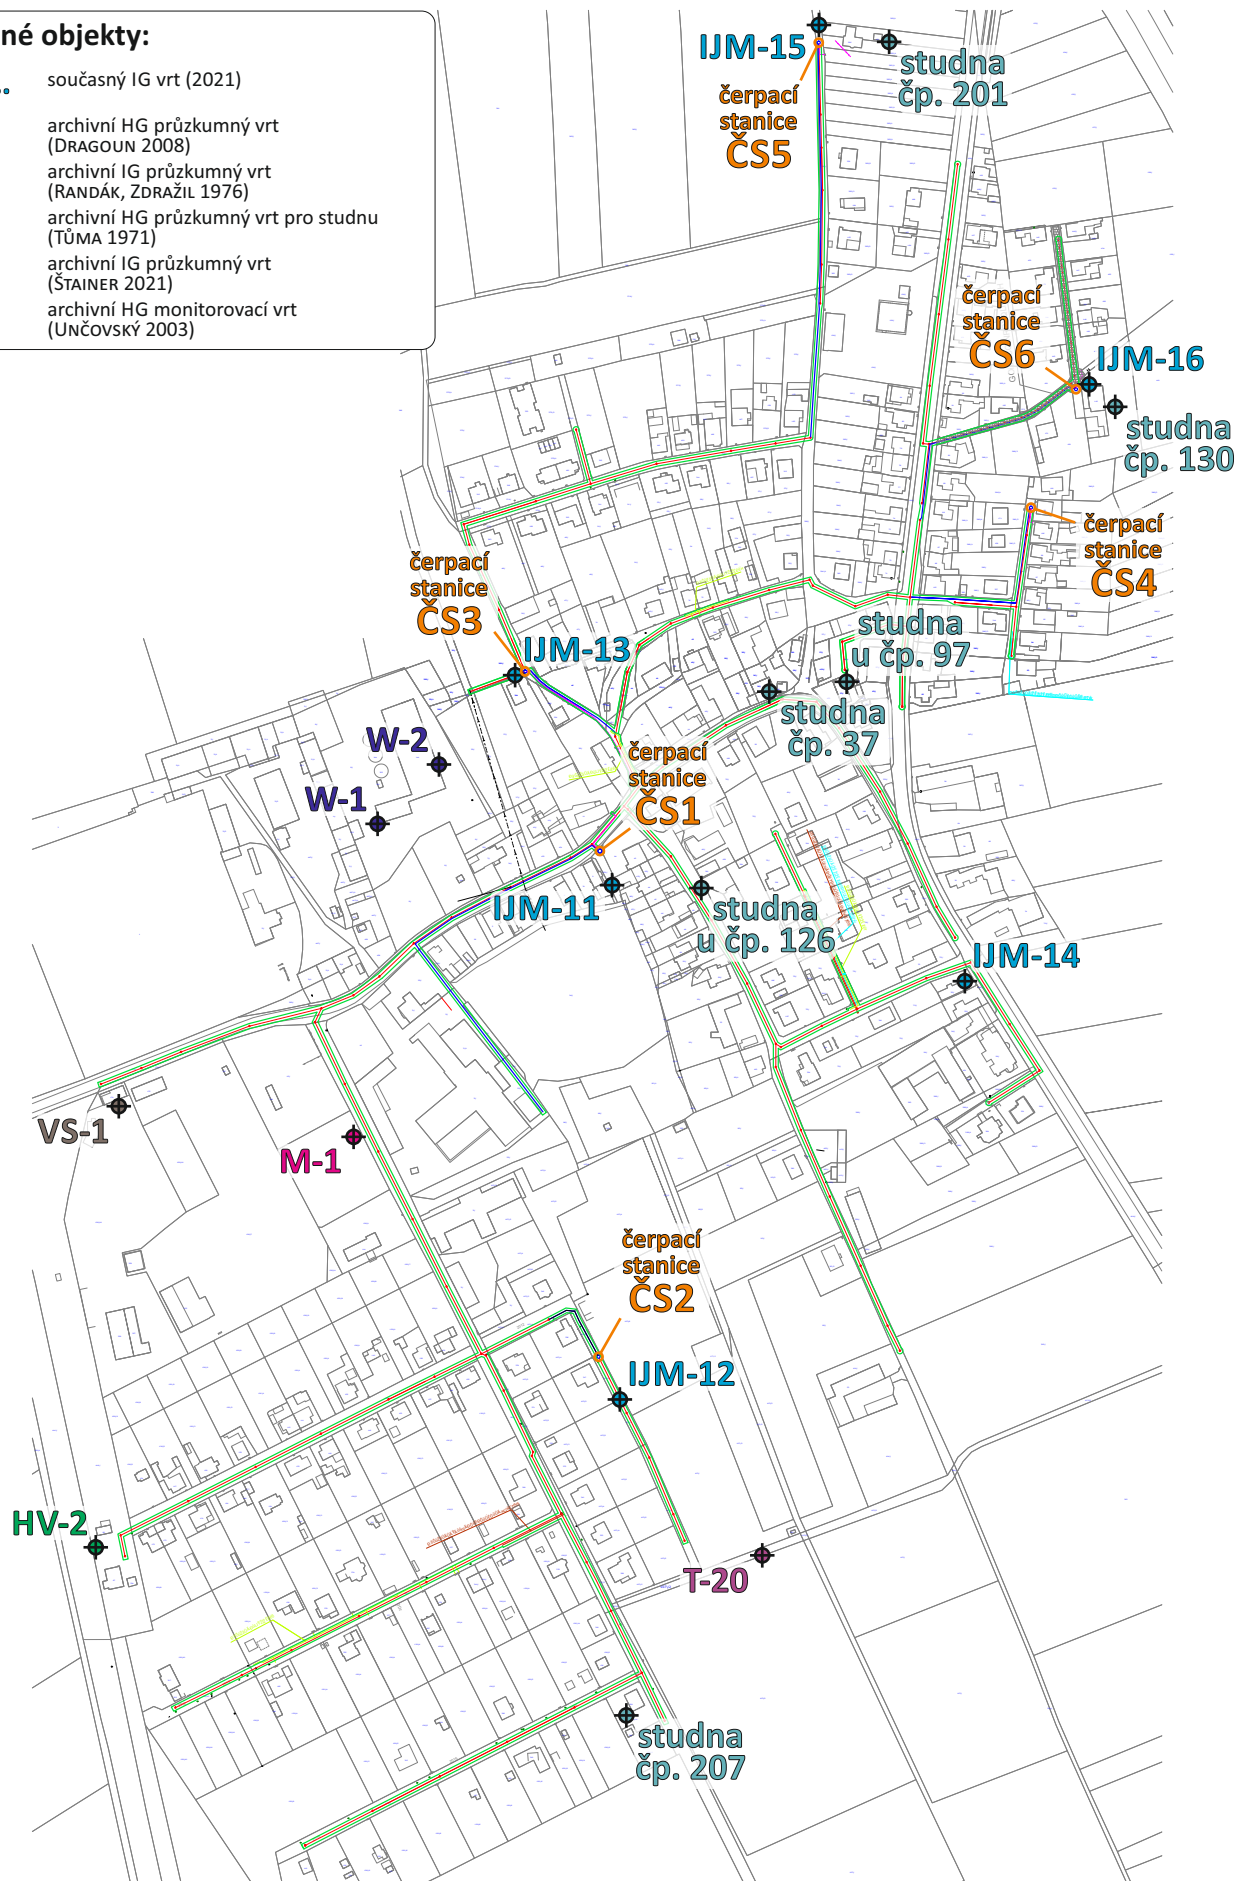 né objekty:
současný IG vrt (2021)
archivní HG průzkumný vrt
(DRAGOUN 2008)
archivní IG průzkumný vrt
(RANDÁK, ZDRAŽIL 1976)
archivní HG průzkumný vrt pro studnu
(TŮMA 1971)
archivní IG průzkumný vrt
(ŠTAINER 2021)
archivní HG monitorovací vrt
(UNČOVSKÝ 2003)
IJM-15
studna
čp. 201
čerpací
stanice
ČS5
čerpací
stanice
ČS6
IJM-16
studna
čp. 130
čerpací
stanice
ČS4
čerpací
stanice
ČS3
IJM-13
studna
u čp. 97
studna
čp. 37
W-2
W-1
čerpací
stanice
ČS1
IJM-11
studna
u čp. 126
IJM-14
VS-1
M-1
čerpací
stanice
ČS2
IJM-12
HV-2
T-20
studna
čp. 207